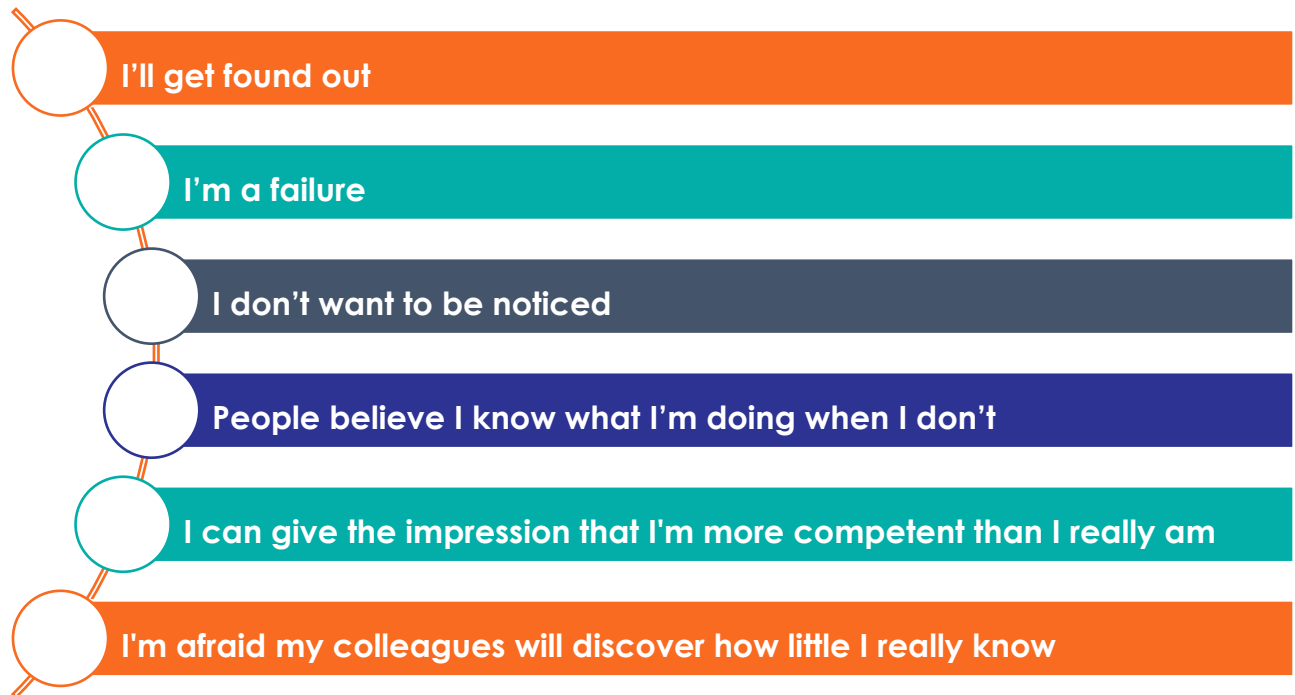 I’ll get found out
I’m a failure
I don’t want to be noticed
People believe I know what I’m doing when I don’t
I can give the impression that I'm more competent than I really am
I'm afraid my colleagues will discover how little I really know